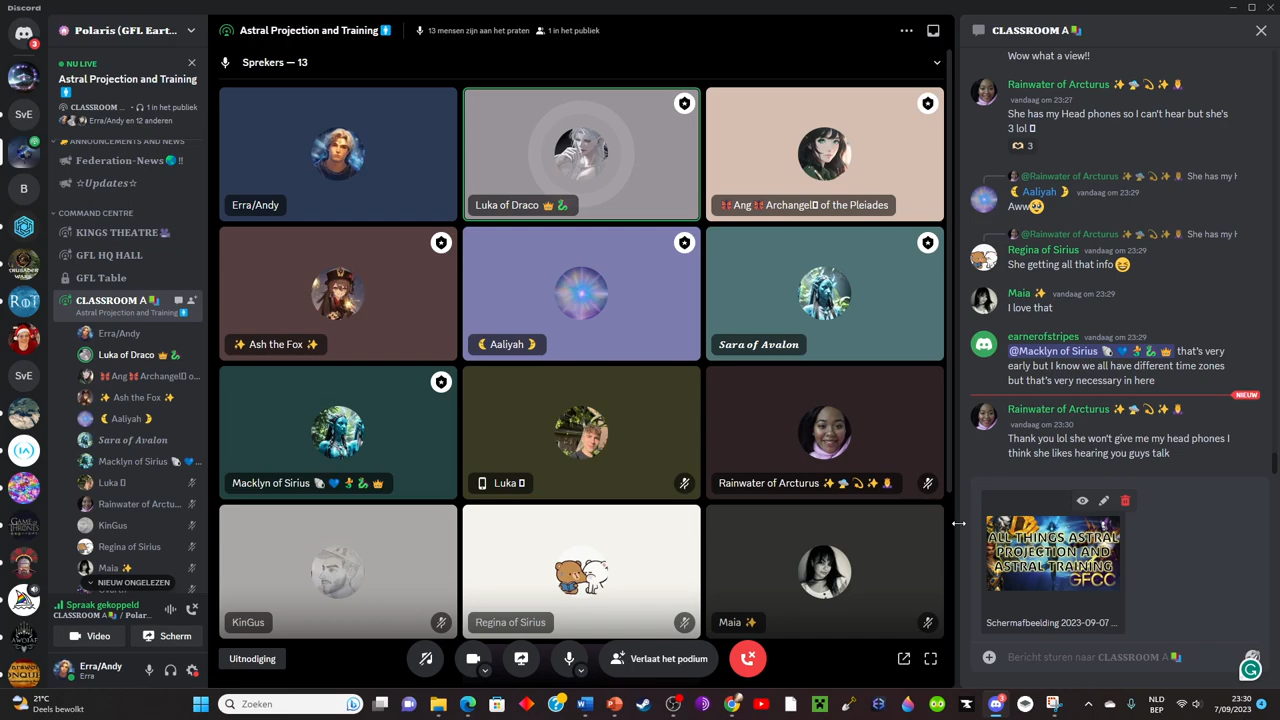 Discord
Polaris (GFL Eart...
NU LIVE
Astral Projection and Training
CLASSROOM ... 1 in het publiek
Erra/Andy en 12 anderen
ANNOUNCEMENTS AND NEWS
Federation-News !!
☆Updates☆
COMMAND CENTRE
KINGS THEATRE
GFL HQ HALL
GFL Table
CLASSROOM A
Astral Projection and Training
Erra/Andy
Luka of Draco
Ang Archangel o...
Ash the Fox
Aaliyah
Sara of Avalon
Macklyn of Sirius ...
Luka
Rainwater of Arctu...
KinGus
Regina of Sirius
Maia
NIEUW ONGELEZEN
Spraak gekoppeld
CLASSROOM A / Polar...
Video
Scherm
Erra/Andy
Erra
SvE
B
SvE
IA
3
Astral Projection and Training
13 mensen zijn aan het praten
1 in het publiek
Sprekers — 13
Erra/Andy
Luka of Draco
Ang Archangel of the Pleiades
Ash the Fox
Aaliyah
Sara of Avalon
Macklyn of Sirius
Luka
Rainwater of Arcturus
KinGus
Regina of Sirius
Maia
Uitnodiging
Verlaat het podium
CLASSROOM A
Wow what a view!!
Rainwater of Arcturus
vandaag om 23:27
She has my Head phones so I can't hear but she's
3 lol
3
@Rainwater of Arcturus She has my H
Aaliyah vandaag om 23:29
Aww
@Rainwater of Arcturus She has my H
Regina of Sirius vandaag om 23:29
She getting all that info
Maia vandaag om 23:29
I love that
earnerofstripes vandaag om 23:29
@Macklyn of Sirius that's very
early but I know we all have different time zones
but that's very necessary in here
NIEUW
Rainwater of Arcturus
vandaag om 23:30
Thank you lol she won't give me my head phones I
think she likes hearing you guys talk
ALL THINGS ASTRAL
PROJECTION AND
ASTRAL TRAINING
GFCC
Schermafbeelding 2023-09-07 ...
Bericht sturen naar CLASSROOM A
21°C
Deels bewolkt
Zoeken
NLD
BEP
23:30
7/09/2023